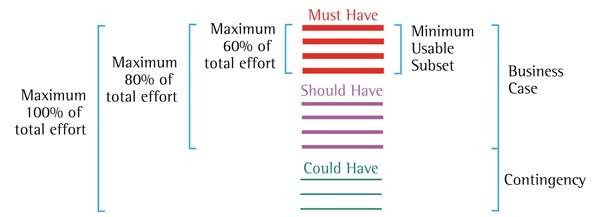 Maximum
100% of
total effort
Maximum
80% of
total effort
Maximum
60% of
total effort
Must Have
Should Have
Could Have
Minimum
Usable
Subset
Business
Case
Contingency